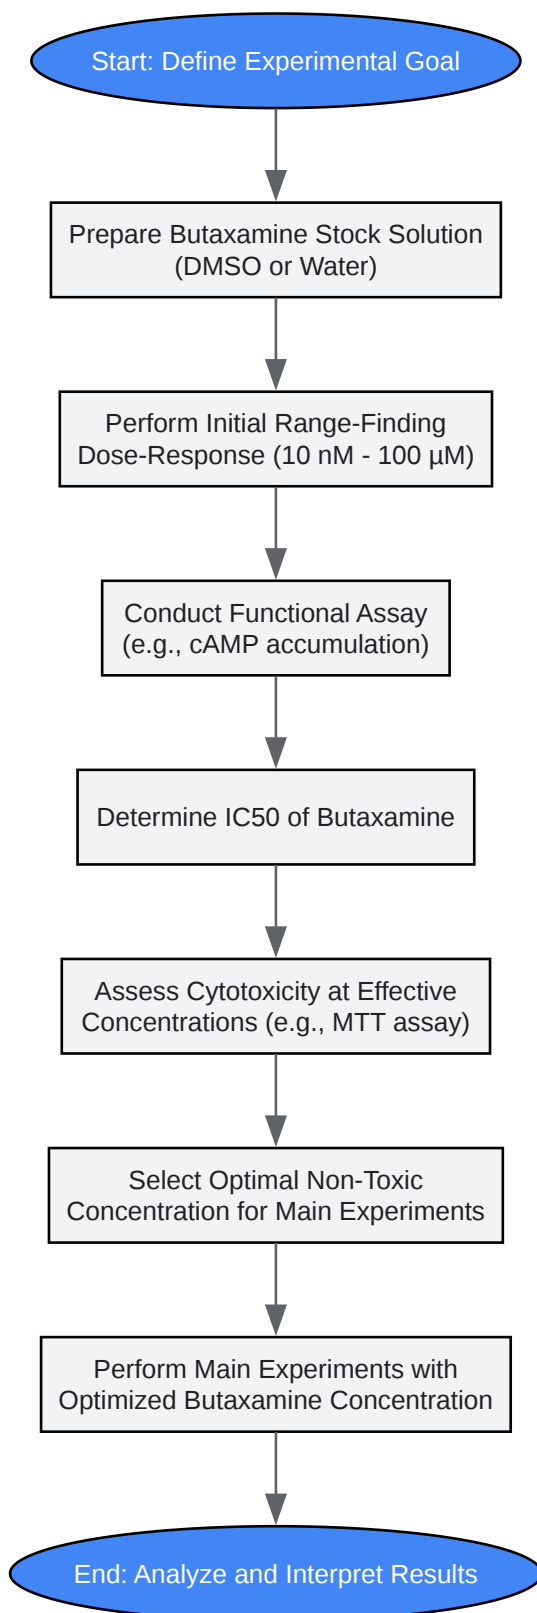 Start: Define Experimental Goal
Prepare Butaxamine Stock Solution
(DMSO or Water)
Perform Initial Range-Finding
Dose-Response (10 nM - 100 µM)
Conduct Functional Assay
(e.g., cAMP accumulation)
Determine IC50 of Butaxamine
Assess Cytotoxicity at Effective
Concentrations (e.g., MTT assay)
Select Optimal Non-Toxic
Concentration for Main Experiments
Perform Main Experiments with
Optimized Butaxamine Concentration
End: Analyze and Interpret Results